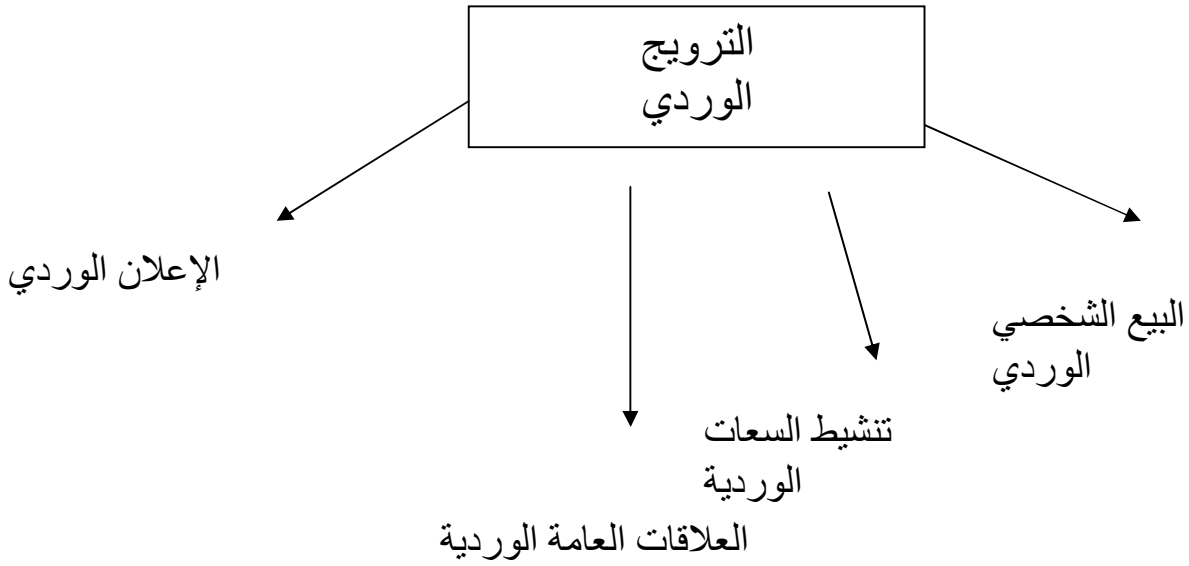 الترويج
الوردي
الإعلان الوردي
البيع الشخصي
الوردي
تنشيط السعات
الوردية
العلاقات العامة الوردية